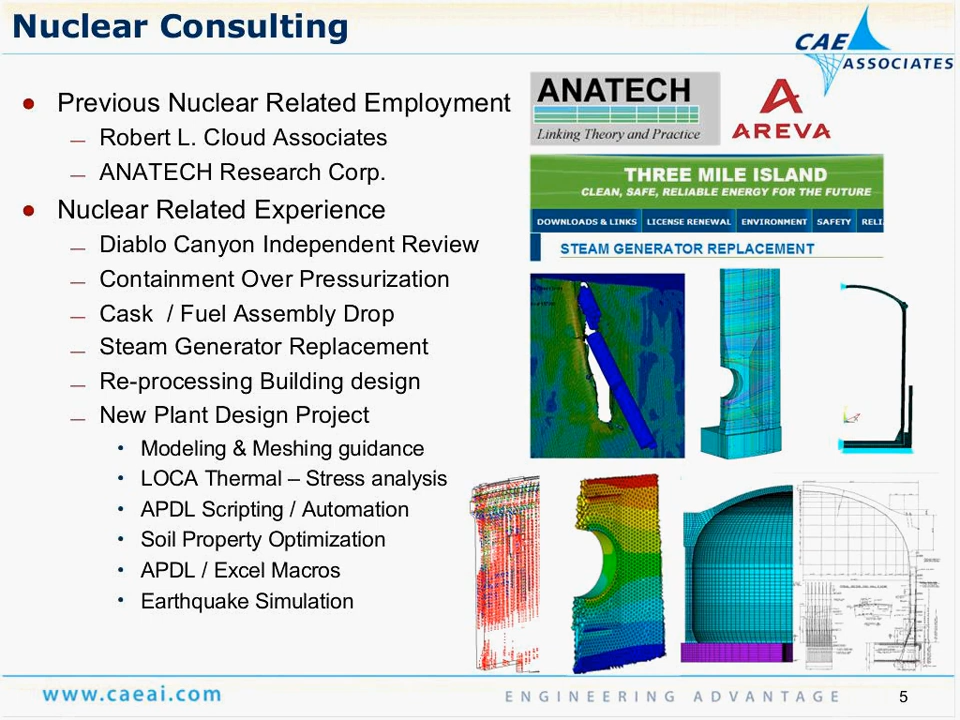 Nuclear Consulting
CAE
ASSOCIATES
• Previous Nuclear Related Employment
— Robert L. Cloud Associates
— ANATECH Research Corp.
• Nuclear Related Experience
— Diablo Canyon Independent Review
— Containment Over Pressurization
— Cask / Fuel Assembly Drop
— Steam Generator Replacement
— Re-processing Building design
— New Plant Design Project
• Modeling & Meshing guidance
• LOCA Thermal – Stress analysis
• APDL Scripting / Automation
• Soil Property Optimization
• APDL / Excel Macros
• Earthquake Simulation
ANATECH
Linking Theory and Practice
AREVA
THREE MILE ISLAND
CLEAN, SAFE, RELIABLE ENERGY FOR THE FUTURE
DOWNLOADS & LINKS LICENSE RENEWAL ENVIRONMENT SAFETY RELI
STEAM GENERATOR REPLACEMENT
www.caeai.com
ENGINEERING ADVANTAGE
5